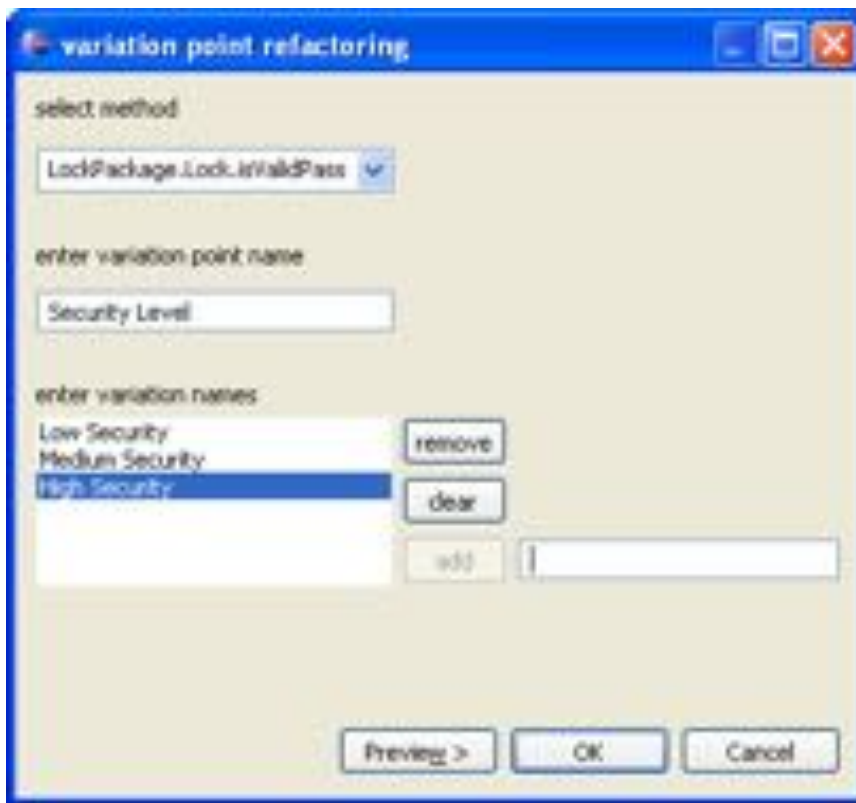 variation point refactoring
select method
LockPackage.Lock.isValidPass
enter variation point name
Security Level
enter variation names
Low Security
Medium Security
High Security
remove
clear
add
Preview >
OK
Cancel